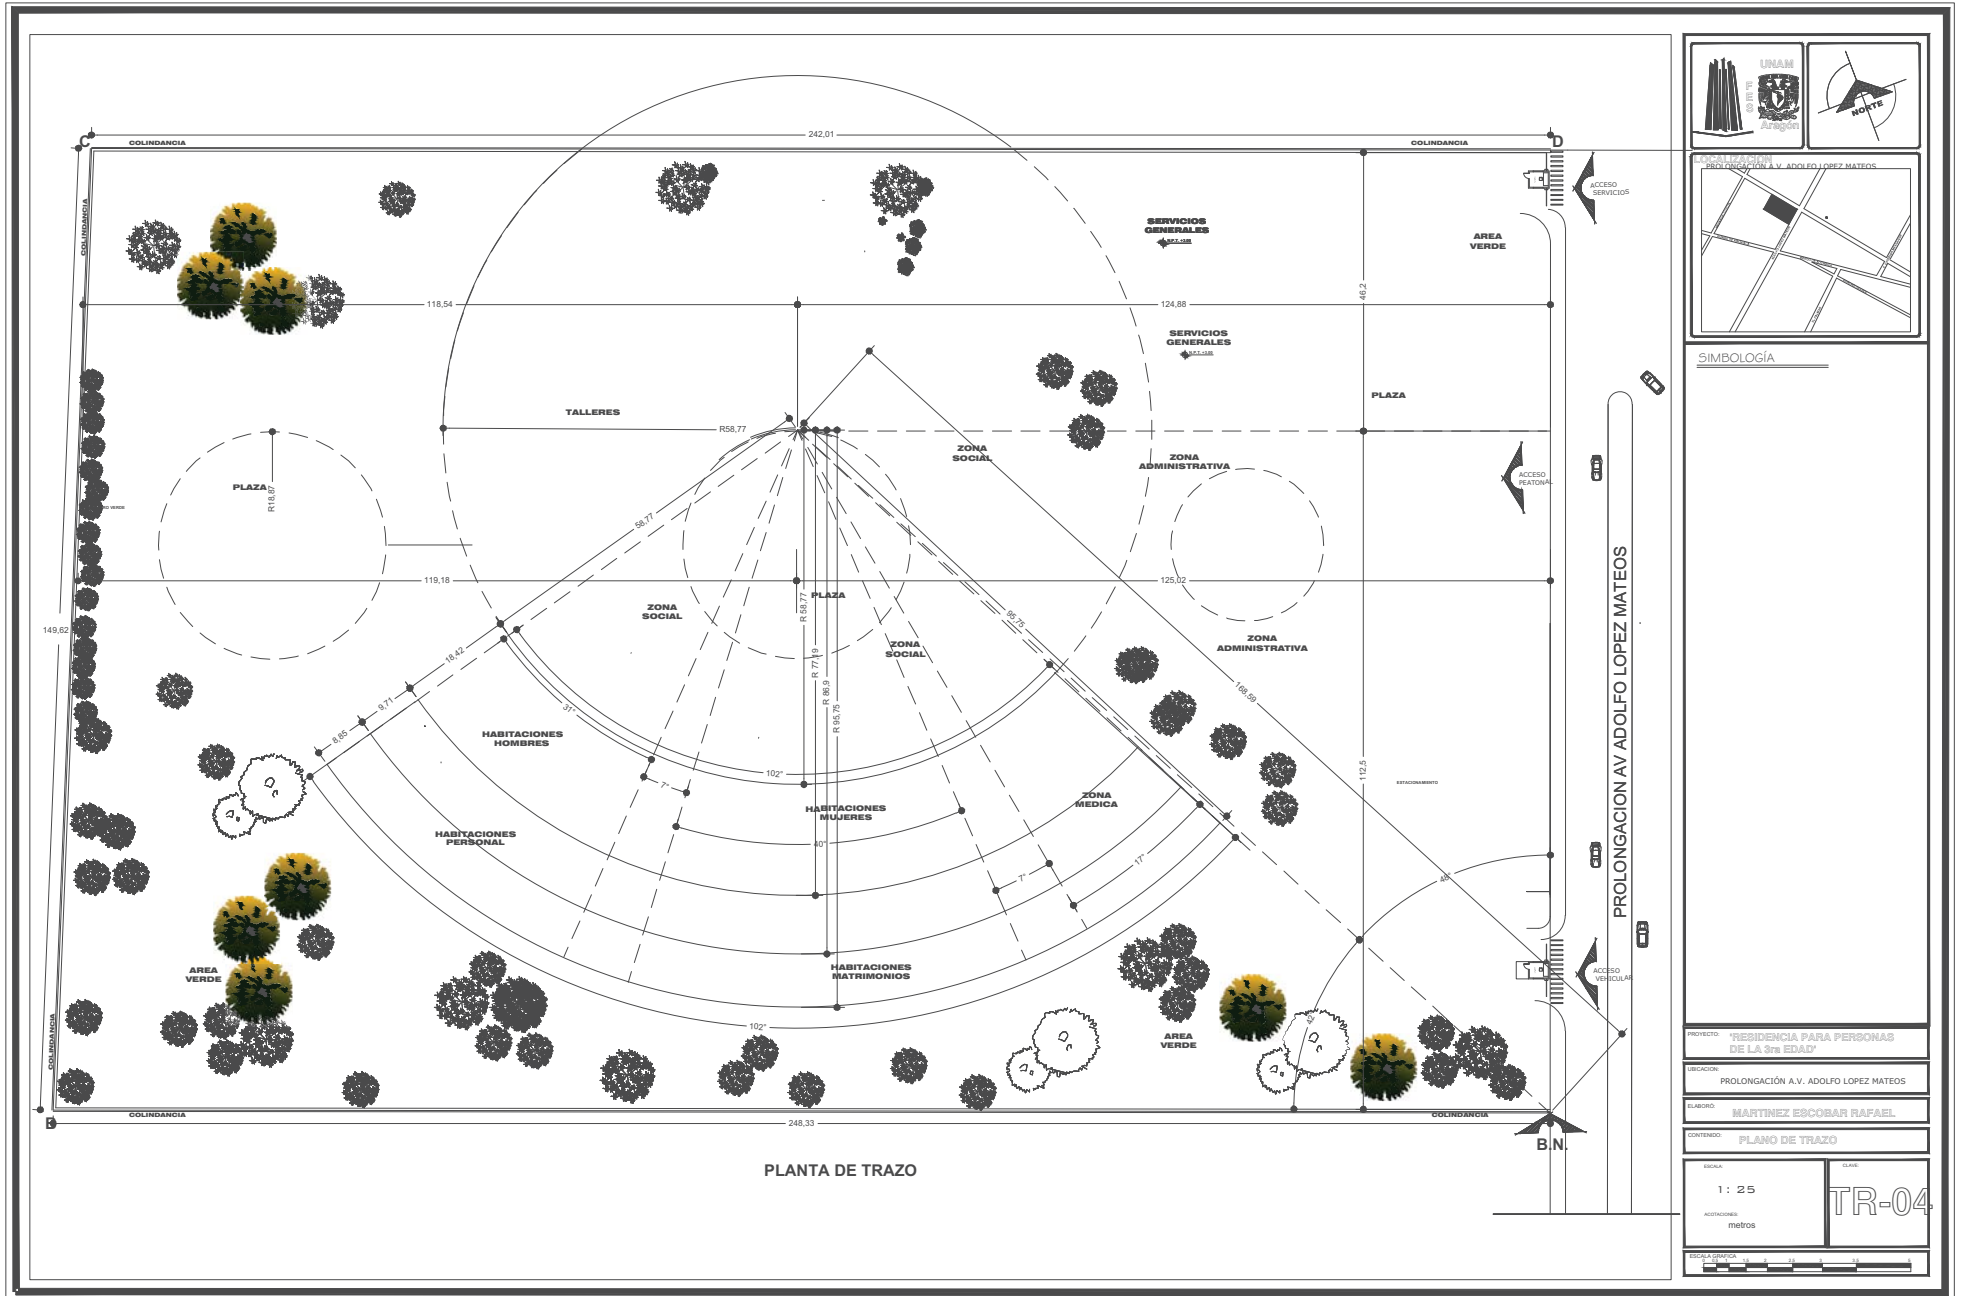 242,01
C
D
COLINDANCIA
COLINDANCIA
COLINDANCIA
SERVICIOS
GENERALES
AREA
VERDE
ACCESO
SERVICIOS
118,54
124,88
46,2
SERVICIOS
GENERALES
TALLERES
PLAZA
R58,77
ZONA
SOCIAL
ZONA
ADMINISTRATIVA
ACCESO
PEATONAL
PLAZA
R18,87
58,77
119,18
125,02
PLAZA
R 58,77
ZONA
SOCIAL
95,75
149,62
ZONA
SOCIAL
ZONA
ADMINISTRATIVA
18,42
R 77,19
R 86,9
R 95,75
168,59
9,71
31°
8,85
HABITACIONES
HOMBRES
102°
7°
112,5
ESTACIONAMIENTO
ZONA
MEDICA
HABITACIONES
MUJERES
HABITACIONES
PERSONAL
40°
17°
7°
48°
HABITACIONES
MATRIMONIOS
AREA
VERDE
ACCESO
VEHICULAR
102°
42
AREA
VERDE
COLINDANCIA
COLINDANCIA
COLINDANCIA
B
248,33
B.N.
PLANTA DE TRAZO
PROLONGACION AV ADOLFO LOPEZ MATEOS
UNAM
FES
Aragón
NORTE
LOCALIZACIÓN
PROLONGACIÓN A.V. ADOLFO LOPEZ MATEOS
SIMBOLOGÍA
PROYECTO:
"RESIDENCIA PARA PERSONAS
DE LA 3ra EDAD"
UBICACION:
PROLONGACIÓN A.V. ADOLFO LOPEZ MATEOS
ELABORÓ:
MARTINEZ ESCOBAR RAFAEL
CONTENIDO:
PLANO DE TRAZO
ESCALA:
1: 25
ACOTACIONES:
metros
CLAVE:
TR-04
ESCALA GRAFICA